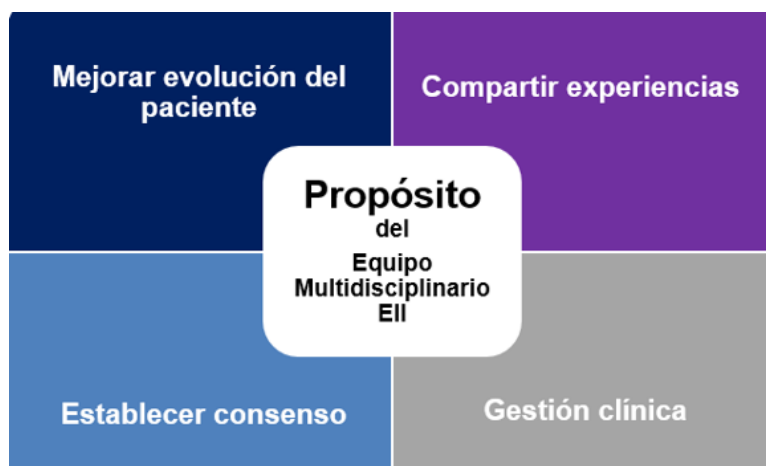 Mejorar evolución del
paciente
Compartir experiencias
Propósito
del
Equipo
Multidisciplinario
EII
Establecer consenso
Gestión clínica